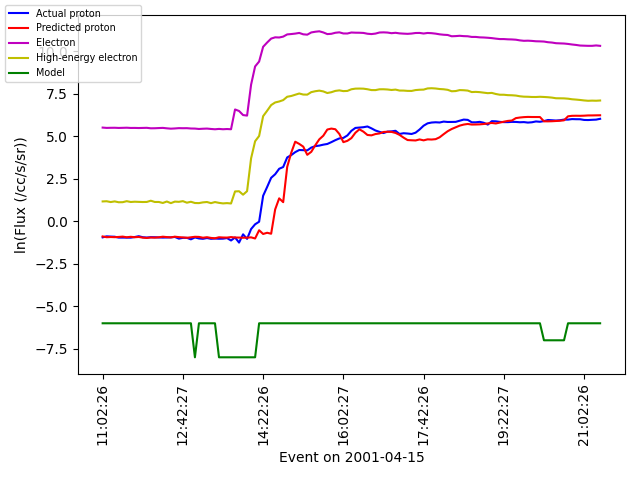 Actual proton
Predicted proton
Electron
High-energy electron
Model
10.0
7.5
5.0
2.5
0.0
−2.5
−5.0
−7.5
ln(Flux (/cc/s/sr))
11:02:26
12:42:27
14:22:26
16:02:27
17:42:26
19:22:27
21:02:26
Event on 2001-04-15